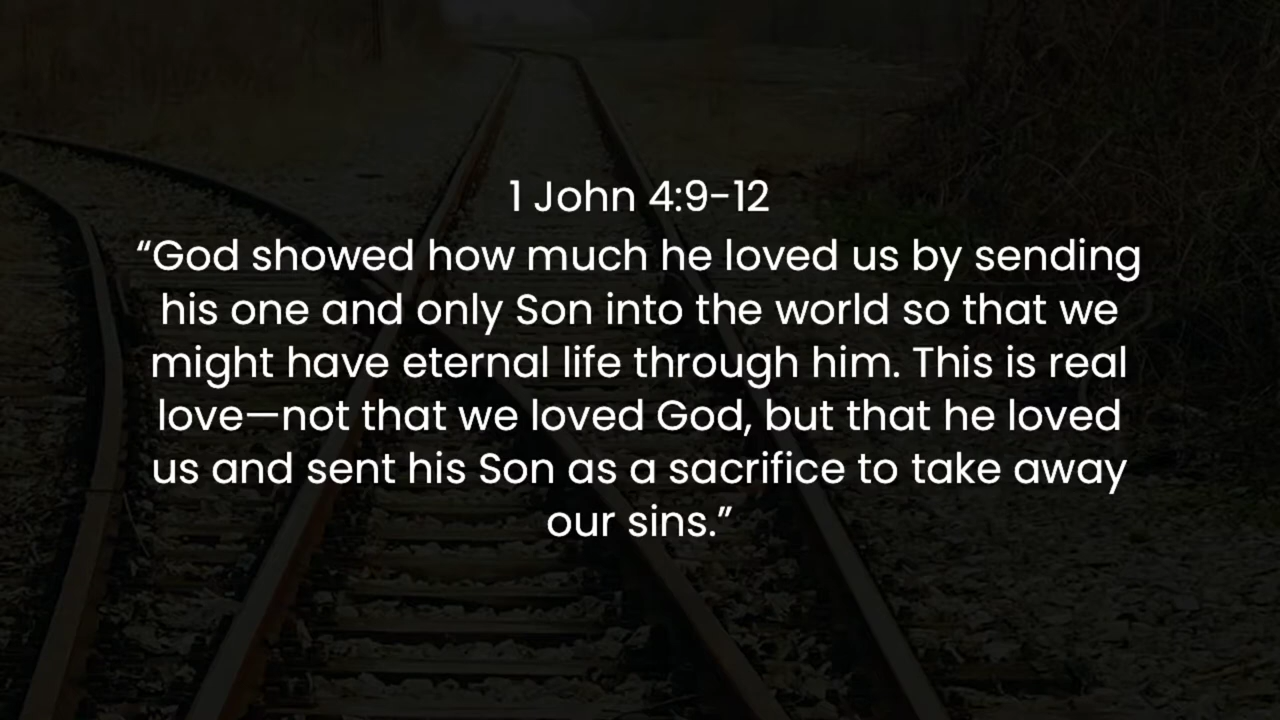 1 John 4:9-12
“God showed how much he loved us by sending
his one and only Son into the world so that we
might have eternal life through him. This is real
love—not that we loved God, but that he loved
us and sent his Son as a sacrifice to take away
our sins.”